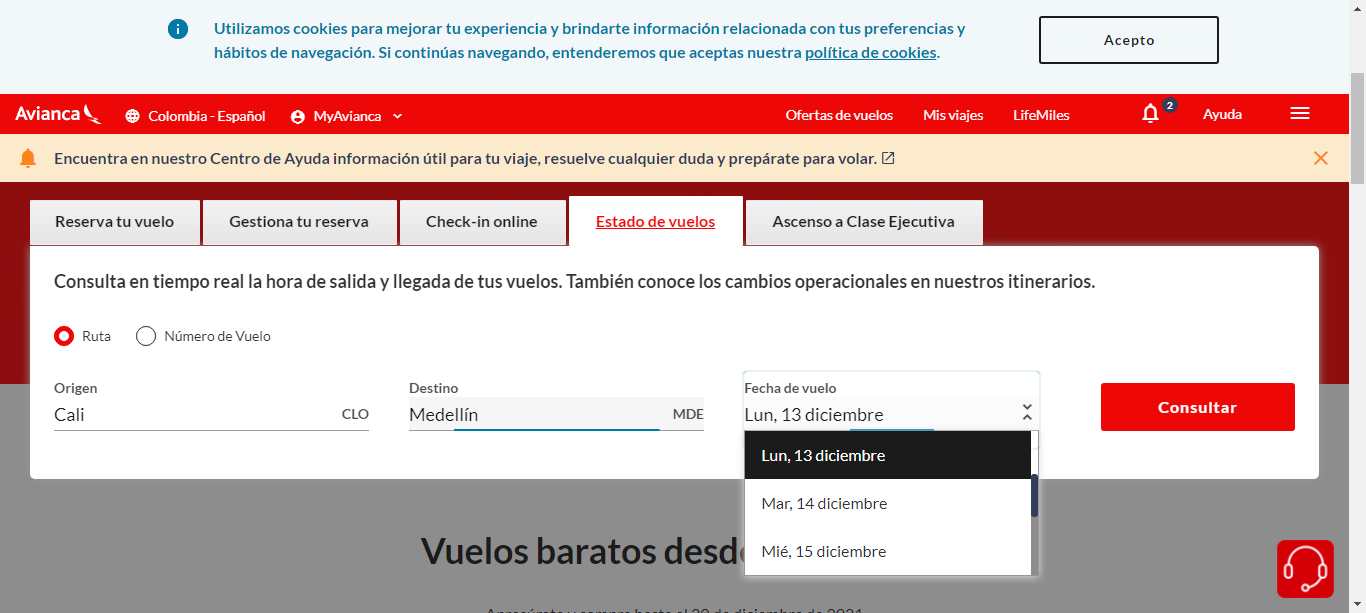 Utilizamos cookies para mejorar tu experiencia y brindarte información relacionada con tus preferencias y
hábitos de navegación. Si continúas navegando, entenderemos que aceptas nuestra política de cookies.
Acepto
Avianca
Colombia - Español
MyAvianca
Ofertas de vuelos
Mis viajes
LifeMiles
2
Ayuda
Encuentra en nuestro Centro de Ayuda información útil para tu viaje, resuelve cualquier duda y prepárate para volar.
Reserva tu vuelo
Gestiona tu reserva
Check-in online
Estado de vuelos
Ascenso a Clase Ejecutiva
Consulta en tiempo real la hora de salida y llegada de tus vuelos. También conoce los cambios operacionales en nuestros itinerarios.
Ruta
Número de Vuelo
Origen
Cali
CLO
Destino
Medellín
MDE
Fecha de vuelo
Lun, 13 diciembre
Consultar
Lun, 13 diciembre
Mar, 14 diciembre
Mié, 15 diciembre
Vuelos baratos desd